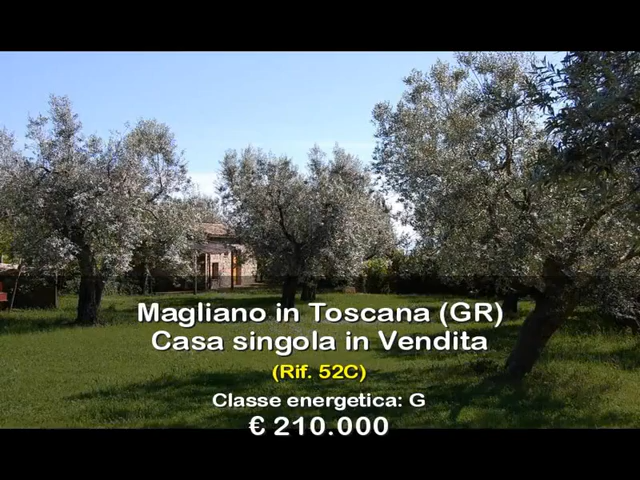 Magliano in Toscana (GR)
Casa singola in Vendita
(Rif. 52C)
Classe energetica: G
€ 210.000